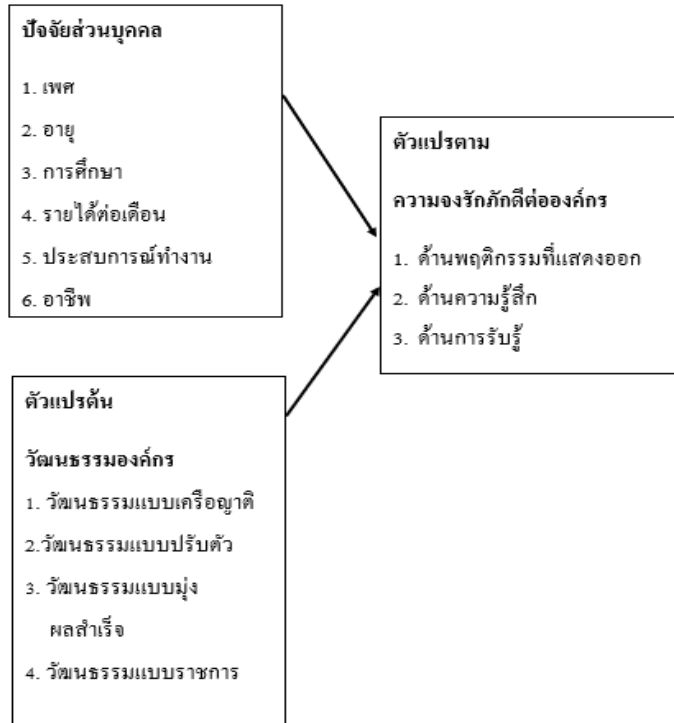 ปัจจัยส่วนบุคคล
1. เพศ
2. อายุ
3. การศึกษา
4. รายได้ต่อเดือน
5. ประสบการณ์ทำงาน
6. อาชีพ
ตัวแปรตาม
ความจงรักภักดีต่อองค์กร
1. ด้านพฤติกรรมที่แสดงออก
2. ด้านความรู้สึก
3. ด้านการรับรู้
ตัวแปรต้น
วัฒนธรรมองค์กร
1. วัฒนธรรมแบบเครือญาติ
2.วัฒนธรรมแบบปรับตัว
3. วัฒนธรรมแบบมุ่ง
ผลสำเร็จ
4. วัฒนธรรมแบบราชการ